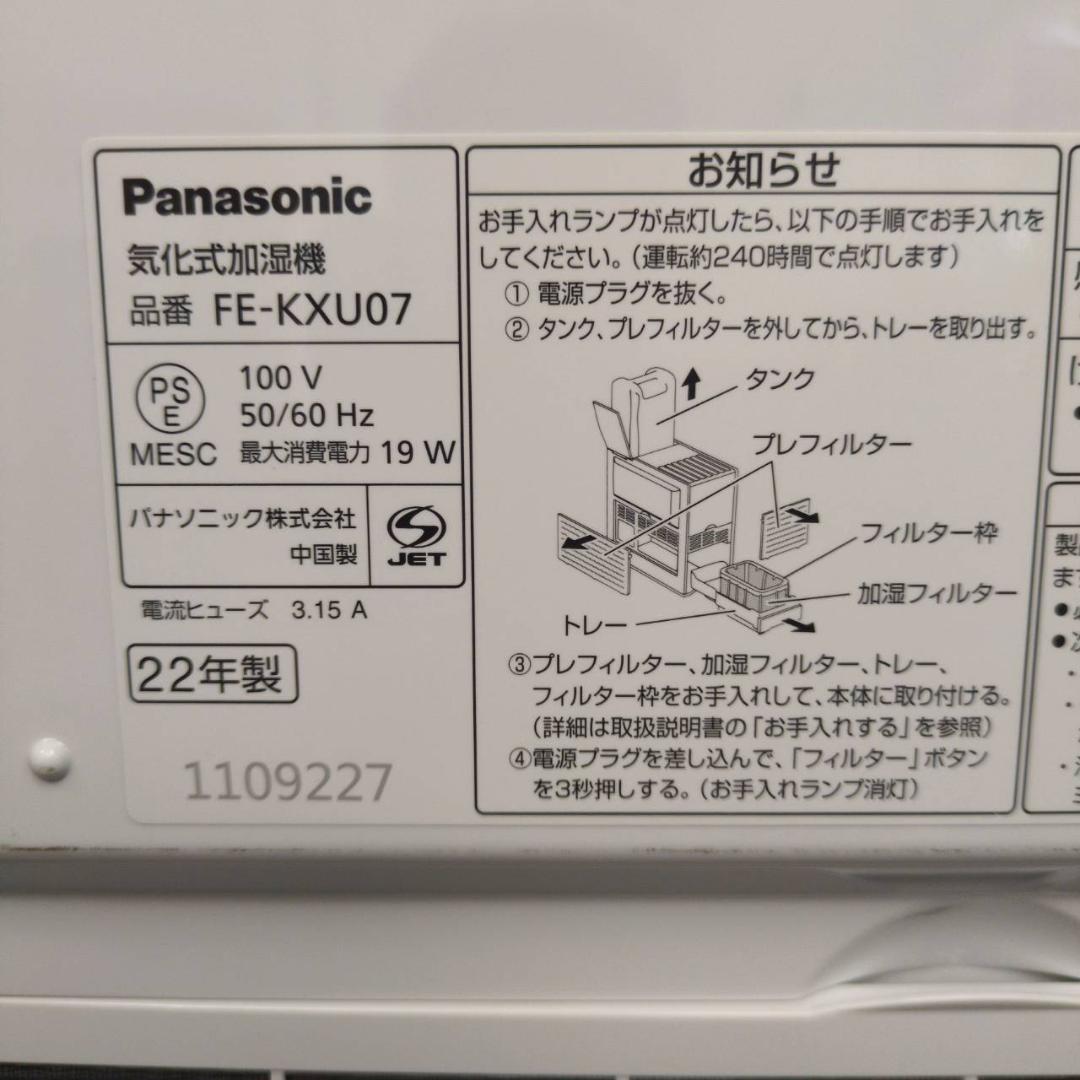 Panasonic
気化式加湿機
品番 FE-KXU07
PS
E
MESC
100 V
50/60 Hz
最大消費電力 19 W
パナソニック株式会社
中国製
JET
電流ヒューズ 3.15 A
22年製
1109227
お知らせ
お手入れランプが点灯したら、以下の手順でお手入れを
してください。（運転約240時間で点灯します）
① 電源プラグを抜く。
② タンク、プレフィルターを外してから、トレーを取り出す。
タンク
プレフィルター
フィルター枠
加湿フィルター
トレー
③プレフィルター、加湿フィルター、トレー、
フィルター枠をお手入れして、本体に取り付ける。
（詳細は取扱説明書の「お手入れする」を参照）
④電源プラグを差し込んで、「フィルター」ボタン
を3秒押しする。（お手入れランプ消灯）
製
ます